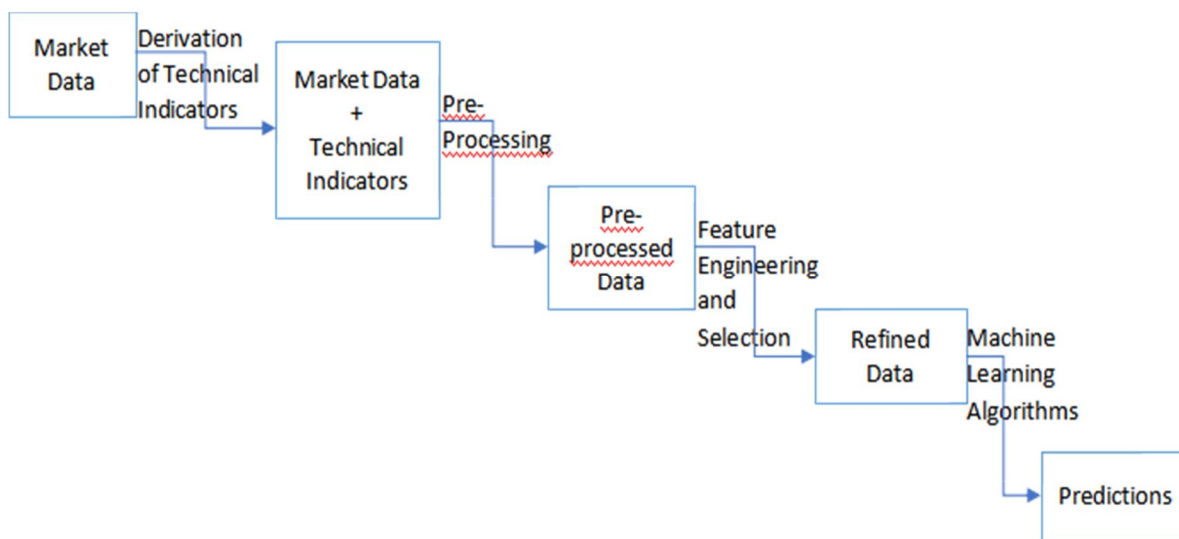 Market
Data
Derivation
of Technical
Indicators
Market Data
+
Technical
Indicators
Pre-
Processing
Pre-
processed
Data
Feature
Engineering
and
Selection
Refined
Data
Machine
Learning
Algorithms
Predictions